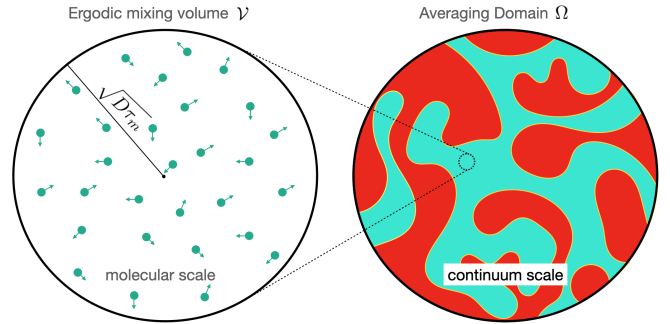 Ergodic mixing volume 𝒱
Averaging Domain Ω
√Dτₘ
molecular scale
continuum scale